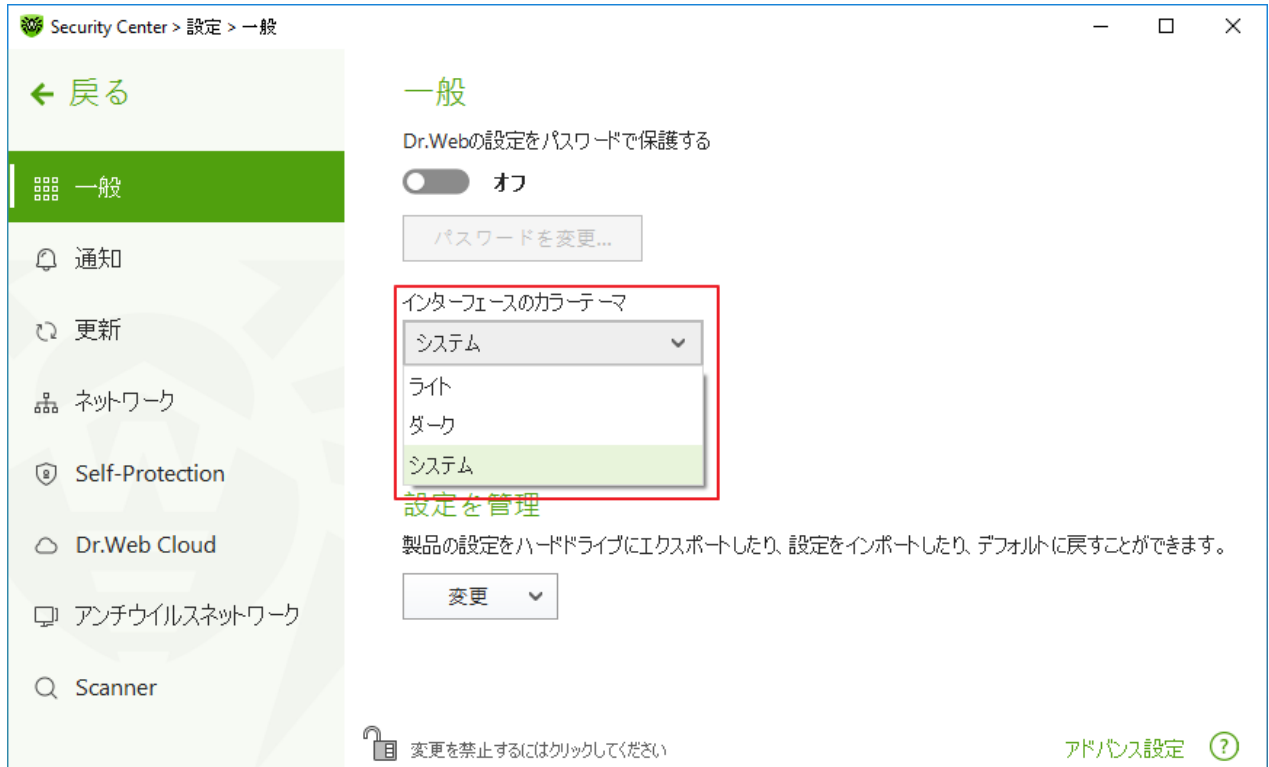 Security Center > 設定 > 一般
戻る
一般
通知
更新
ネットワーク
Self-Protection
Dr.Web Cloud
アンチウイルスネットワーク
Scanner
一般
Dr.Webの設定をパスワードで保護する
オフ
パスワードを変更...
インターフェースのカラーテーマ
システム
ライト
ダーク
システム
設定を管理
製品の設定をハードドライブにエクスポートしたり、設定をインポートしたり、デフォルトに戻すことができます。
変更
変更を禁止するにはクリックしてください
アドバンス設定 ?